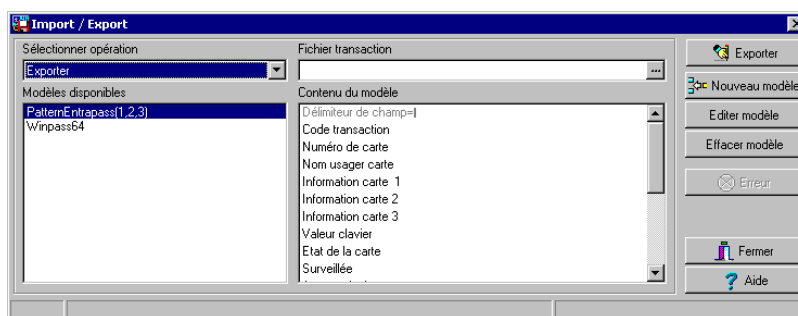 Import / Export
Sélectionner opération
Fichier transaction
Exporter
Exporter
...
Nouveau modèle
Modèles disponibles
Contenu du modèle
PatternEntrapass(1,2,3)
Winpass64
Délimiteur de champ=|
Code transaction
Numéro de carte
Nom usager carte
Information carte 1
Information carte 2
Information carte 3
Valeur clavier
Etat de la carte
Surveillée
Editer modèle
Effacer modèle
Erreur
Fermer
Aide